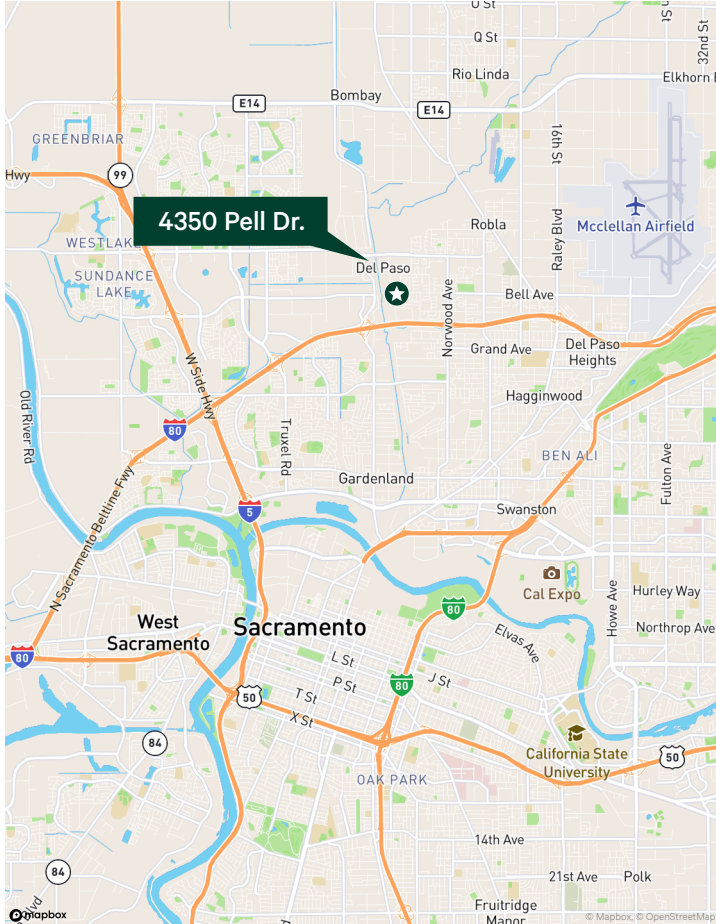 U St
Q St
n St
32nd St
Rio Linda
Elkhorn B
Bombay
E14
E14
GREENBRIAR
16th St
Hwy
99
Mcclellan Airfield
4350 Pell Dr.
Robla
Raley Blvd
WESTLAKE
Del Paso
SUNDANCE
LAKE
Bell Ave
Norwood Ave
Grand Ave
Del Paso
Heights
W Side Hwy
Old River Rd
Hagginwood
80
Truxel Rd
BEN ALI
Fulton Ave
Gardenland
N Sacramento Beltline Fwy
5
Swanston
Cal Expo
Howe Ave
Hurley Way
80
West
Sacramento
Sacramento
Northrop Ave
Elvas Ave
80
L St
P St
J St
80
50
T St
X St
84
California State
University
50
OAK PARK
14th Ave
84
21st Ave
Polk
Fruitridge
Manor
lvd
mapbox
© Mapbox, © OpenStreetMap